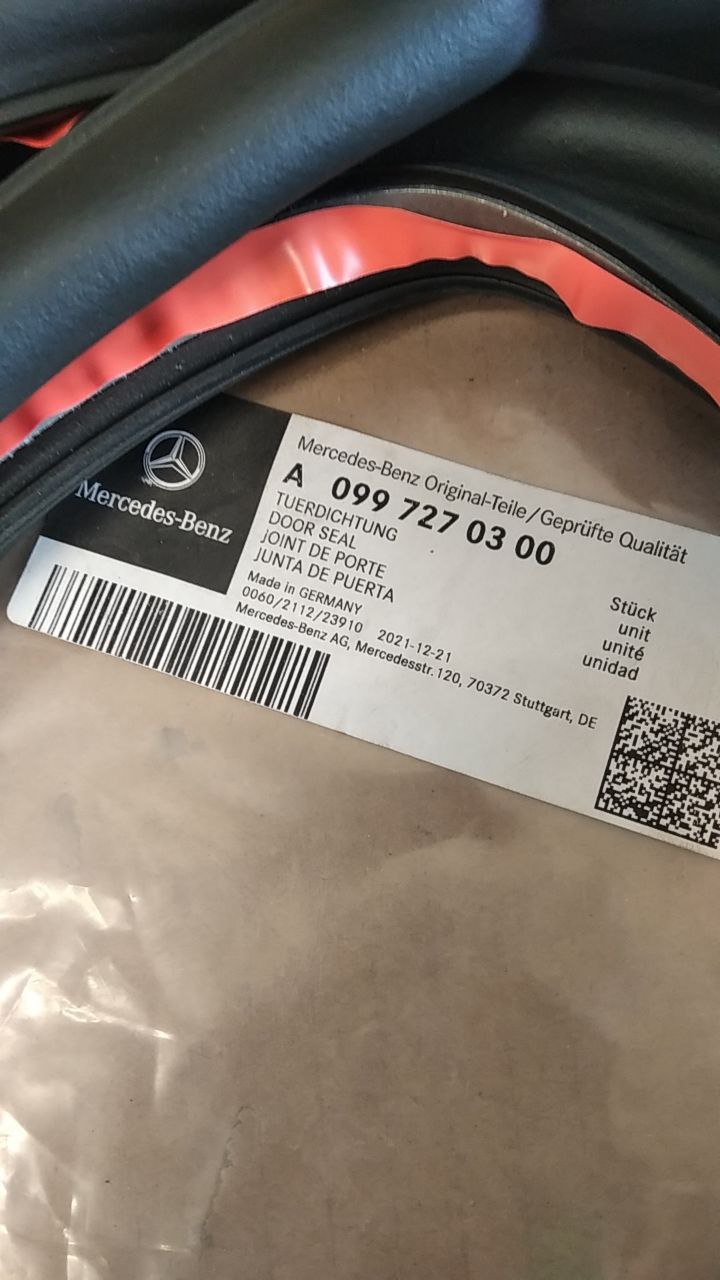 Mercedes-Benz
Mercedes-Benz Original-Teile/Geprüfte Qualität
A 099 727 03 00
TUERDICHTUNG
DOOR SEAL
JOINT DE PORTE
JUNTA DE PUERTA
Stück
unit
unité
unidad
Made in GERMANY
0060/2112/23910 2021-12-21
Mercedes-Benz AG, Mercedesstr. 120, 70372 Stuttgart, DE